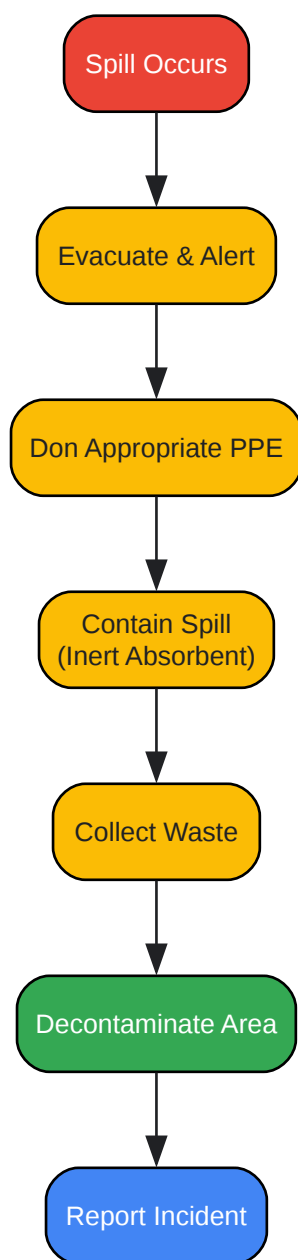 Spill Occurs
Evacuate & Alert
Don Appropriate PPE
Contain Spill
(Inert Absorbent)
Collect Waste
Decontaminate Area
Report Incident